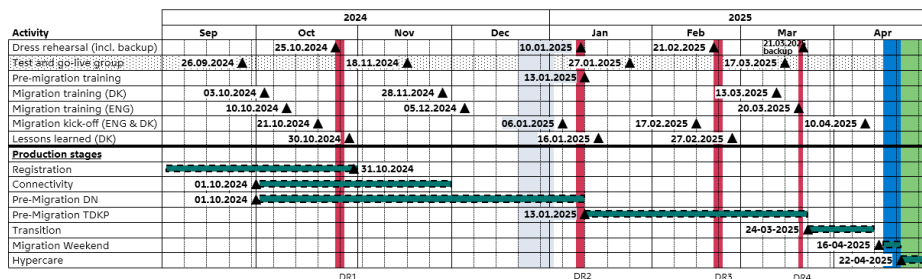 2024 2025
Activity Sep Oct Nov Dec Jan Feb Mar Apr
Dress rehearsal (incl. backup) 25.10.2024 10.01.2025 21.02.2025 21.03.2025 backup
Test and go-live group 26.09.2024 18.11.2024 27.01.2025 17.03.2025
Pre-migration training 13.01.2025
Migration training (DK) 03.10.2024 28.11.2024 13.03.2025
Migration training (ENG) 10.10.2024 05.12.2024 20.03.2025
Migration kick-off (ENG & DK) 21.10.2024 06.01.2025 17.02.2025 10.04.2025
Lessons learned (DK) 30.10.2024 16.01.2025 27.02.2025
Production stages
Registration 31.10.2024
Connectivity 01.10.2024
Pre-Migration DN 01.10.2024
Pre-Migration TDKP 13.01.2025
Transition 24-03-2025
Migration Weekend 16-04-2025
Hypercare 22-04-2025
DR1 DR2 DR3 DR4